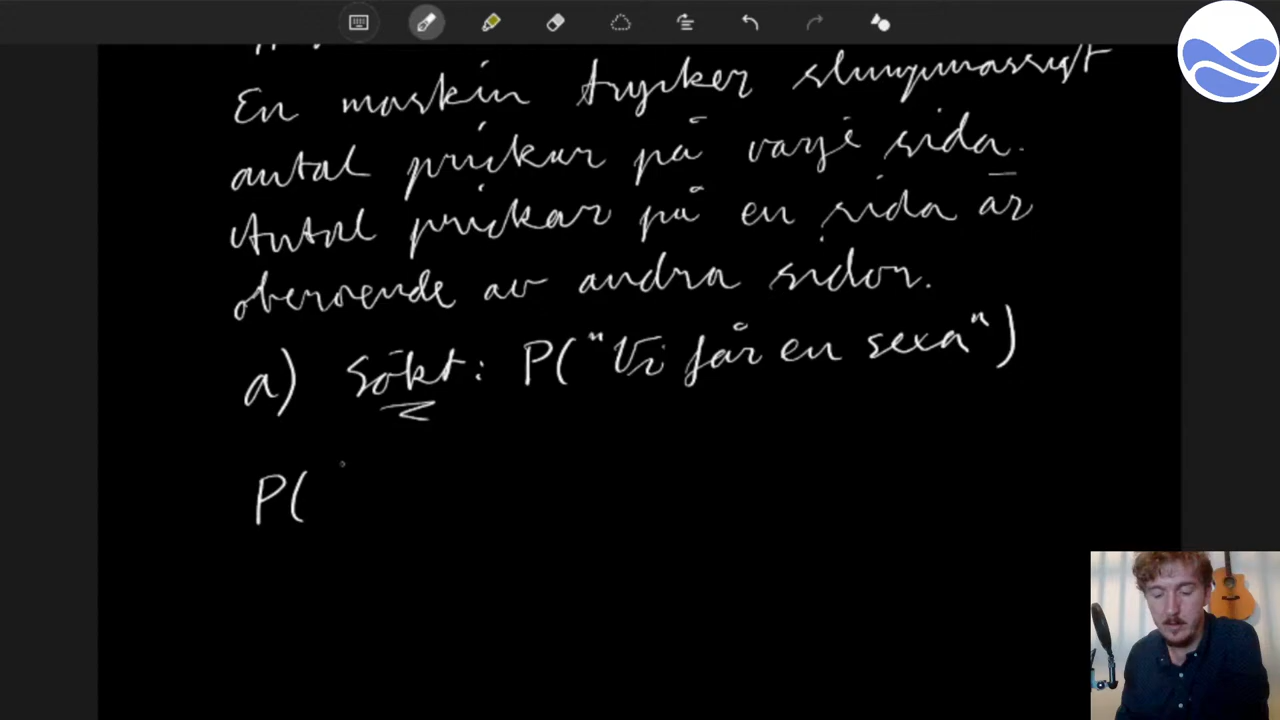 En maskin trycker slumpmässigt
antal prickar på varje sida.
Antal prickar på en sida är
oberoende av andra sidor.
a) Sökt: P("Vi får en sexa")
P(